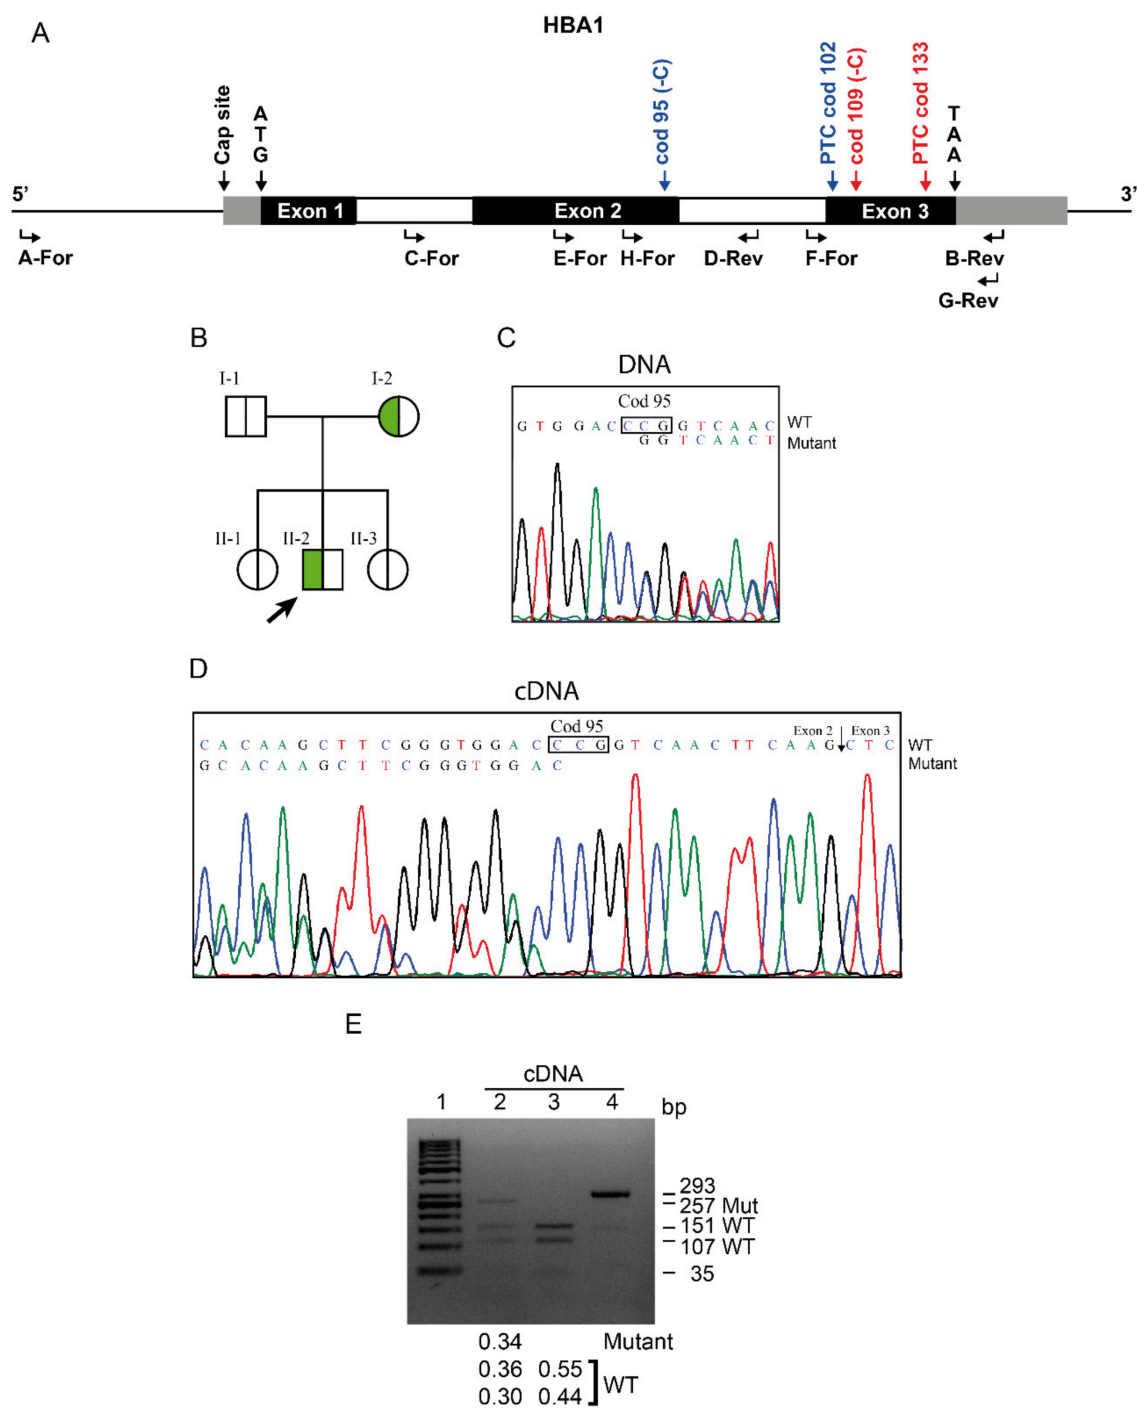 A
HBA1
Cap site
ATG
cod 95 (-C)
PTC cod 102
cod 109 (-C)
PTC cod 133
TAA
5’
3’
Exon 1
Exon 2
Exon 3
A-For
C-For
E-For
H-For
D-Rev
F-For
B-Rev
G-Rev
B
I-1
I-2
II-1
II-2
II-3
C
DNA
Cod 95
G T G G A C C C G G T C A A C WT
G G T C A A C T Mutant
D
cDNA
Cod 95
Exon 2 Exon 3
C A C A A G C T T C G G G T G G A C C C G G T C A A C T T C A A G C T C WT
G C A C A A G C T T C G G G T G G A C Mutant
E
cDNA
1 2 3 4 bp
293
257 Mut
151 WT
107 WT
35
0.34 Mutant
0.36 0.55
WT
0.30 0.44